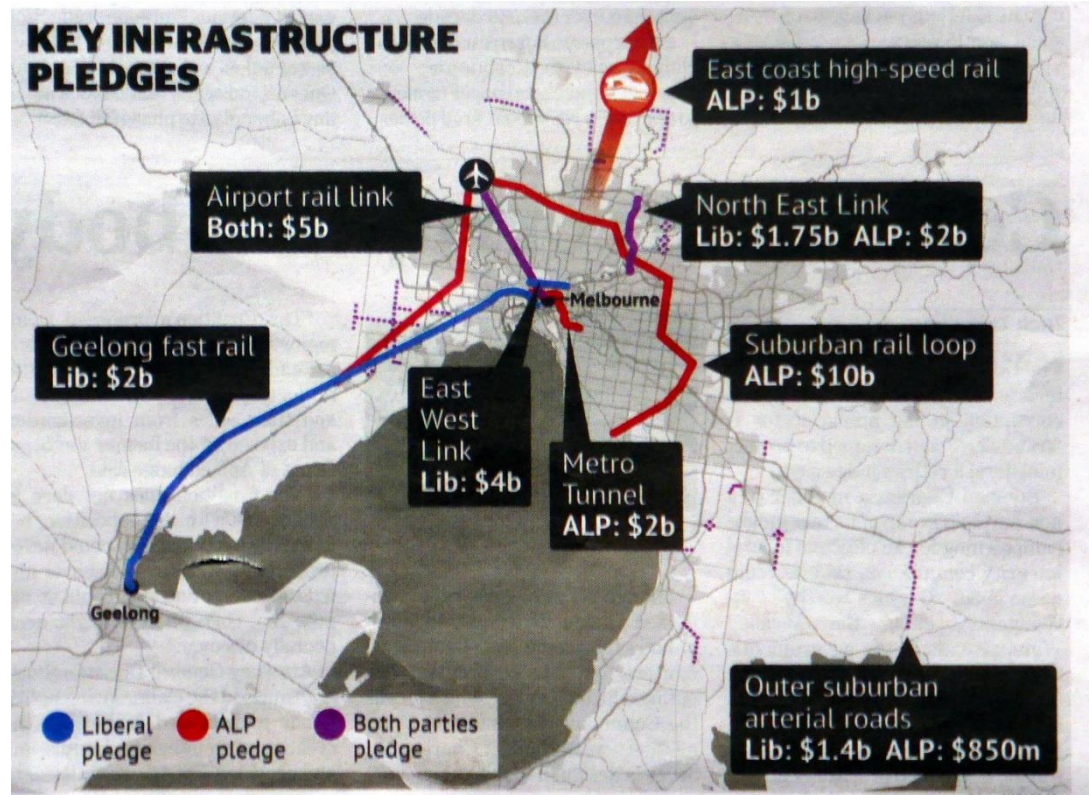 KEY INFRASTRUCTURE
PLEDGES
East coast high-speed rail
ALP: $1b
Airport rail link
Both: $5b
North East Link
Lib: $1.75b ALP: $2b
Melbourne
Geelong fast rail
Lib: $2b
Suburban rail loop
ALP: $10b
East
West
Link
Lib: $4b
Metro
Tunnel
ALP: $2b
Geelong
Outer suburban
arterial roads
Lib: $1.4b ALP: $850m
Liberal
pledge
ALP
pledge
Both parties
pledge